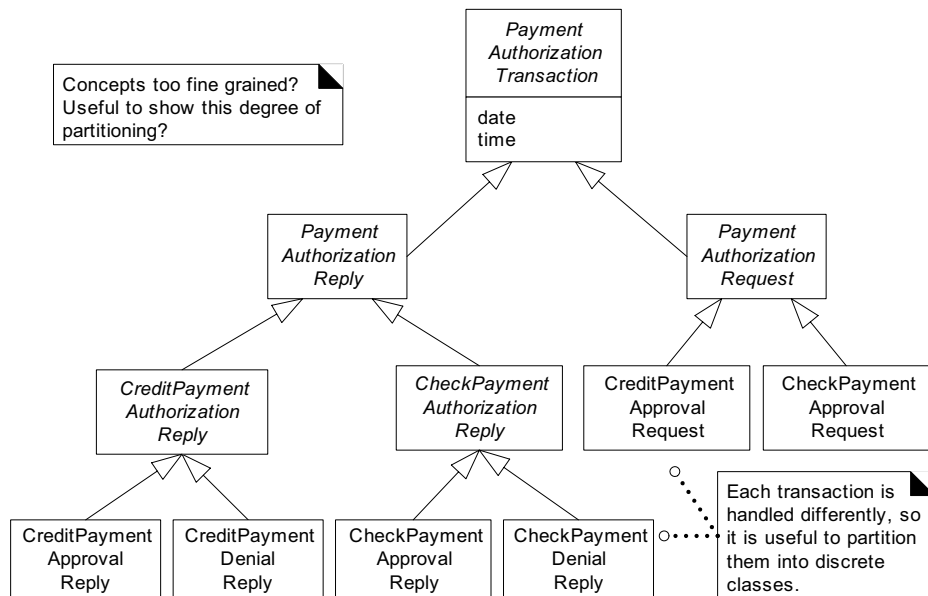 Payment
Authorization
Transaction
date
time
Concepts too fine grained?
Useful to show this degree of
partitioning?
Payment
Authorization
Reply
Payment
Authorization
Request
CreditPayment
Authorization
Reply
CheckPayment
Authorization
Reply
CreditPayment
Approval
Request
CheckPayment
Approval
Request
CreditPayment
Approval
Reply
CreditPayment
Denial
Reply
CheckPayment
Approval
Reply
CheckPayment
Denial
Reply
Each transaction is
handled differently, so
it is useful to partition
them into discrete
classes.